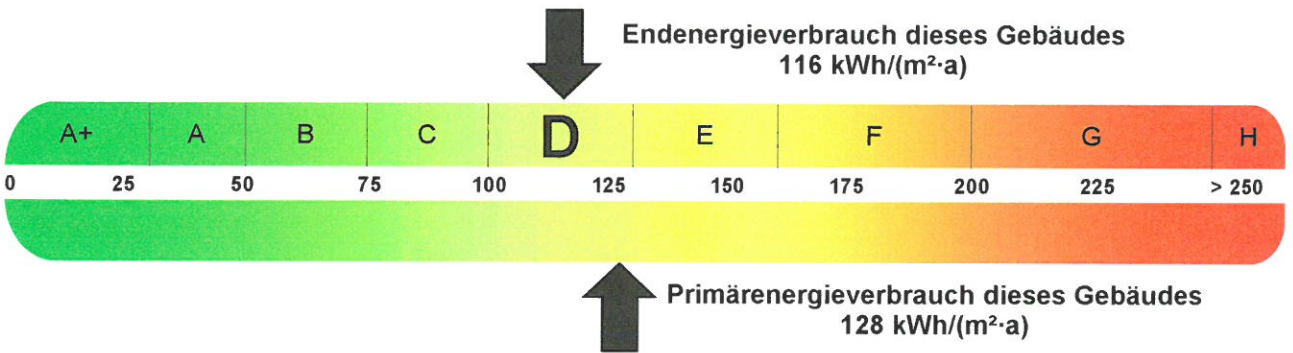 Endenergieverbrauch dieses Gebäudes
116 kWh/(m²·a)
A+ A B C D E F G H
0 25 50 75 100 125 150 175 200 225 > 250
Primärenergieverbrauch dieses Gebäudes
128 kWh/(m²·a)